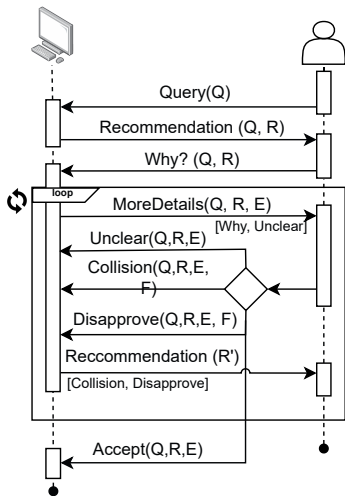 Query(Q)
Recommendation (Q, R)
Why? (Q, R)
loop
MoreDetails(Q, R, E)
[Why, Unclear]
Unclear(Q,R,E)
Collision(Q,R,E,
F)
Disapprove(Q,R,E, F)
Reccommendation (R')
[Collision, Disapprove]
Accept(Q,R,E)